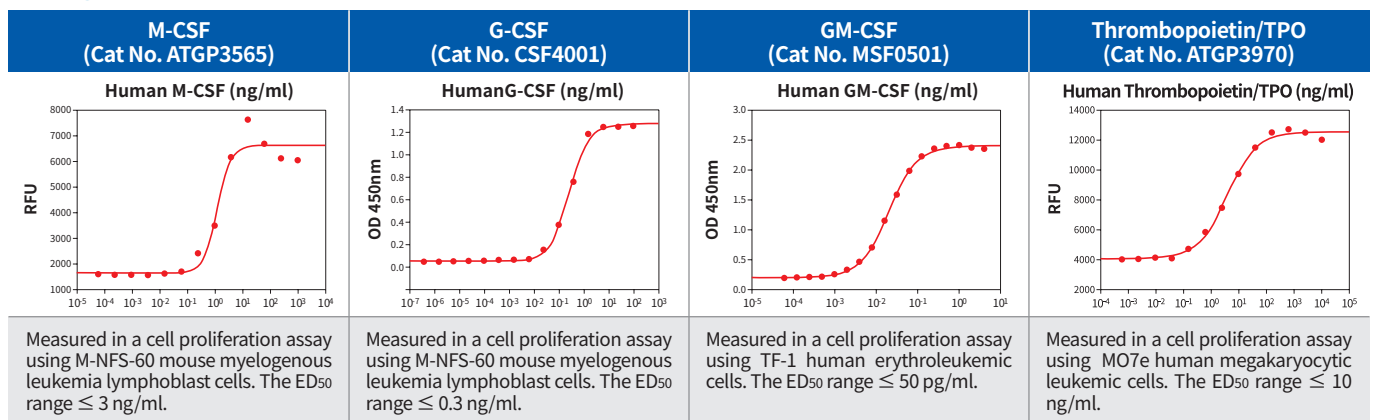 M-CSF
(Cat No. ATGP3565)
G-CSF
(Cat No. CSF4001)
GM-CSF
(Cat No. MSF0501)
Thrombopoietin/TPO
(Cat No. ATGP3970)
Human M-CSF (ng/ml)
RFU
8000
7000
6000
5000
4000
3000
2000
1000
10-5 10-4 10-3 10-2 10-1 100 101 102 103 104
HumanG-CSF (ng/ml)
OD 450nm
1.4
1.2
1.0
0.8
0.6
0.4
0.2
0.0
10-7 10-6 10-5 10-4 10-3 10-2 10-1 100 101 102 103
Human GM-CSF (ng/ml)
OD 450nm
3.0
2.5
2.0
1.5
1.0
0.5
0.0
10-5 10-4 10-3 10-2 10-1 100 101
Human Thrombopoietin/TPO (ng/ml)
RFU
14000
12000
10000
8000
6000
4000
2000
10-4 10-3 10-2 10-1 100 101 102 103 104 105
Measured in a cell proliferation assay
using M-NFS-60 mouse myelogenous
leukemia lymphoblast cells. The ED50
range ≤ 3 ng/ml.
Measured in a cell proliferation assay
using M-NFS-60 mouse myelogenous
leukemia lymphoblast cells. The ED50
range ≤ 0.3 ng/ml.
Measured in a cell proliferation assay
using TF-1 human erythroleukemic
cells. The ED50 range ≤ 50 pg/ml.
Measured in a cell proliferation assay
using MO7e human megakaryocytic
leukemic cells. The ED50 range ≤ 10
ng/ml.